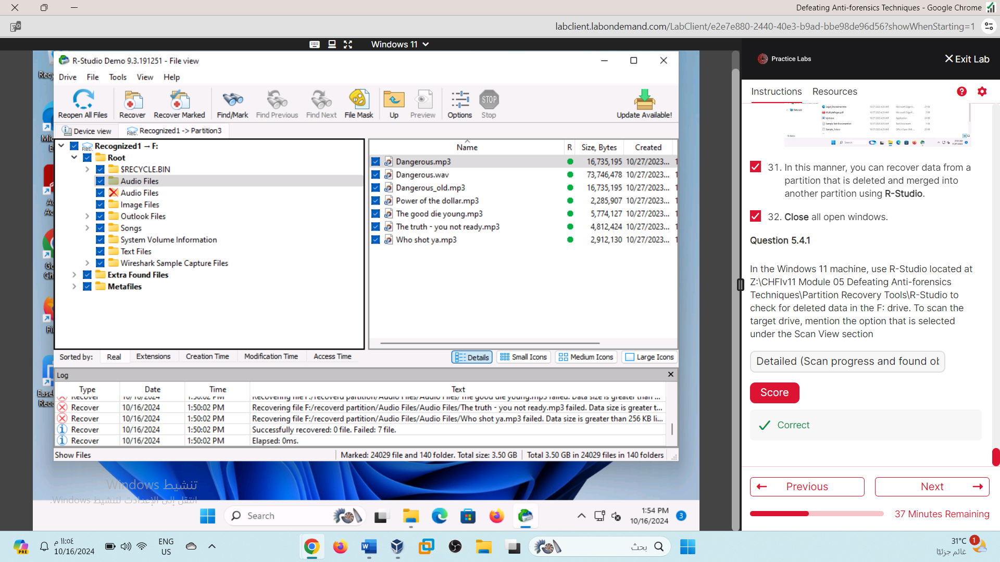 Defeating Anti-forensics Techniques - Google Chrome
labclient.labondemand.com/LabClient/e2e7e880-2440-40e3-b9ad-bbe98de96d56?showWhenStarting=1
Windows 11
R-Studio Demo 9.3.191251 - File view
Drive File Tools View Help
Reopen All Files Recover Recover Marked Find/Mark Find Previous Find Next File Mask Up Preview Options Stop Update Available!
STOP
Device view Recognized1 -> Partition3
Recognized1 → F:
Root
$RECYCLE.BIN
Audio Files
Audio Files
Image Files
Outlook Files
Songs
System Volume Information
Text Files
Wireshark Sample Capture Files
Extra Found Files
Metafiles
Name R Size, Bytes Created
Dangerous.mp3 16,735,195 10/27/2023... 1
Dangerous.wav 73,746,478 10/27/2023... 1
Dangerous_old.mp3 16,735,195 10/27/2023... 1
Power of the dollar.mp3 2,285,907 10/27/2023... 1
The good die young.mp3 5,774,127 10/27/2023... 1
The truth - you not ready.mp3 4,812,424 10/27/2023... 1
Who shot ya.mp3 2,912,130 10/27/2023... 1
Sorted by: Real Extensions Creation Time Modification Time Access Time
Details Small Icons Medium Icons Large Icons
Log
Type Date Time Text
Recover 10/16/2024 1:50:02 PM Recovering file F:/recoverd partition/Audio Files/Audio Files/The good die young.mp3 failed. Data size is greater than ...
Recover 10/16/2024 1:50:02 PM Recovering file F:/recoverd partition/Audio Files/Audio Files/The truth - you not ready.mp3 failed. Data size is greater t...
Recover 10/16/2024 1:50:02 PM Recovering file F:/recoverd partition/Audio Files/Audio Files/Who shot ya.mp3 failed. Data size is greater than 256 KB li...
Recover 10/16/2024 1:50:02 PM Successfully recovered: 0 file. Failed: 7 file.
Recover 10/16/2024 1:50:02 PM Elapsed: 0ms.
Show Files Marked: 24029 file and 140 folder. Total size: 3.50 GB Total 3.50 GB in 24029 files in 140 folders
تنشيط Windows
انتقل إلى الإعدادات لتنشيط Windows.
Search
1:54 PM
10/16/2024
3
Practice Labs
Exit Lab
Instructions Resources
31. In this manner, you can recover data from a
partition that is deleted and merged into
another partition using R-Studio.
32. Close all open windows.
Question 5.4.1
In the Windows 11 machine, use R-Studio located at
Z:\CHFIv11 Module 05 Defeating Anti-forensics
Techniques\Partition Recovery Tools\R-Studio to
check for deleted data in the F: drive. To scan the
target drive, mention the option that is selected
under the Scan View section
Detailed (Scan progress and found ob
Score
Correct
Previous Next
37 Minutes Remaining
PRE
١١:٥٤ م
10/16/2024
ENG
US
بحث
31°C
غائم جزئيًا
1